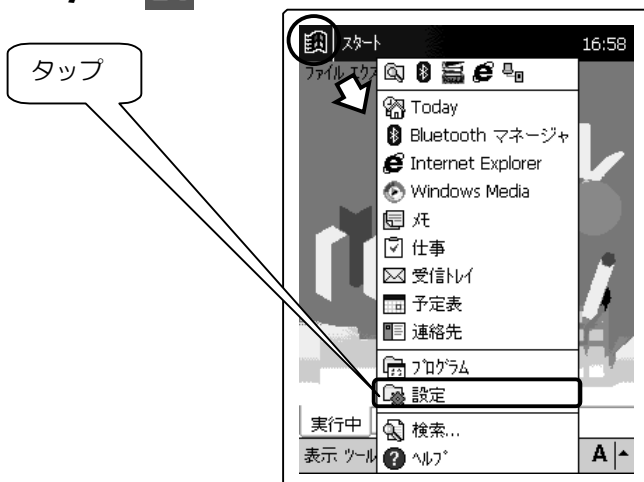 タップ
スタート 16:58
ファイル エクス
Today
Bluetooth マネージャ
Internet Explorer
Windows Media
メモ
仕事
受信トレイ
予定表
連絡先
プログラム
設定
実行中
検索...
表示 ツール
ヘルプ
A